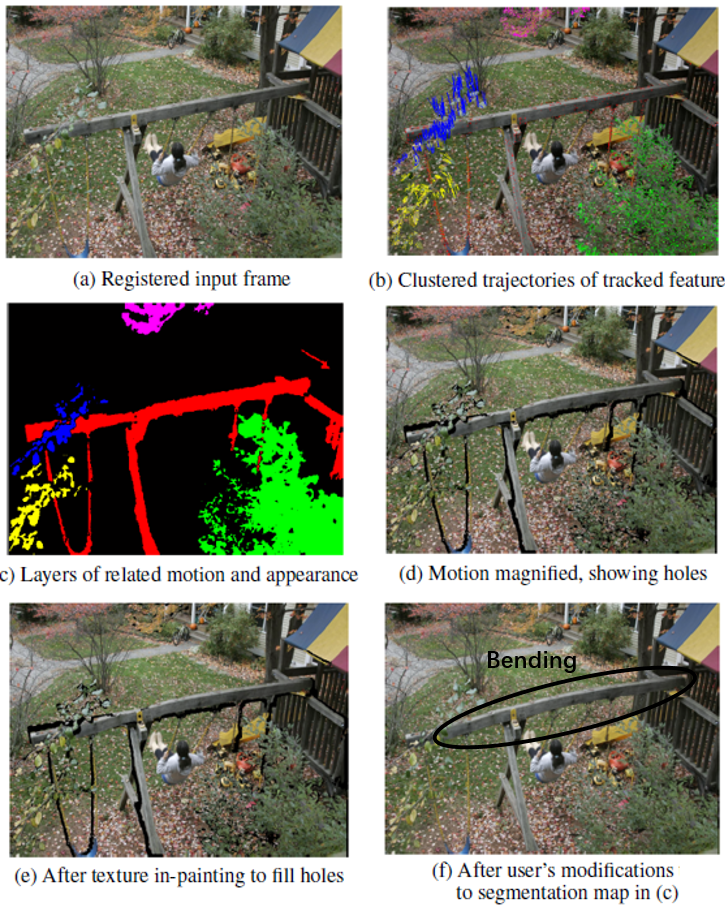 (a) Registered input frame
(b) Clustered trajectories of tracked feature
c) Layers of related motion and appearance
(d) Motion magnified, showing holes
Bending
(e) After texture in-painting to fill holes
(f) After user's modifications
to segmentation map in (c)